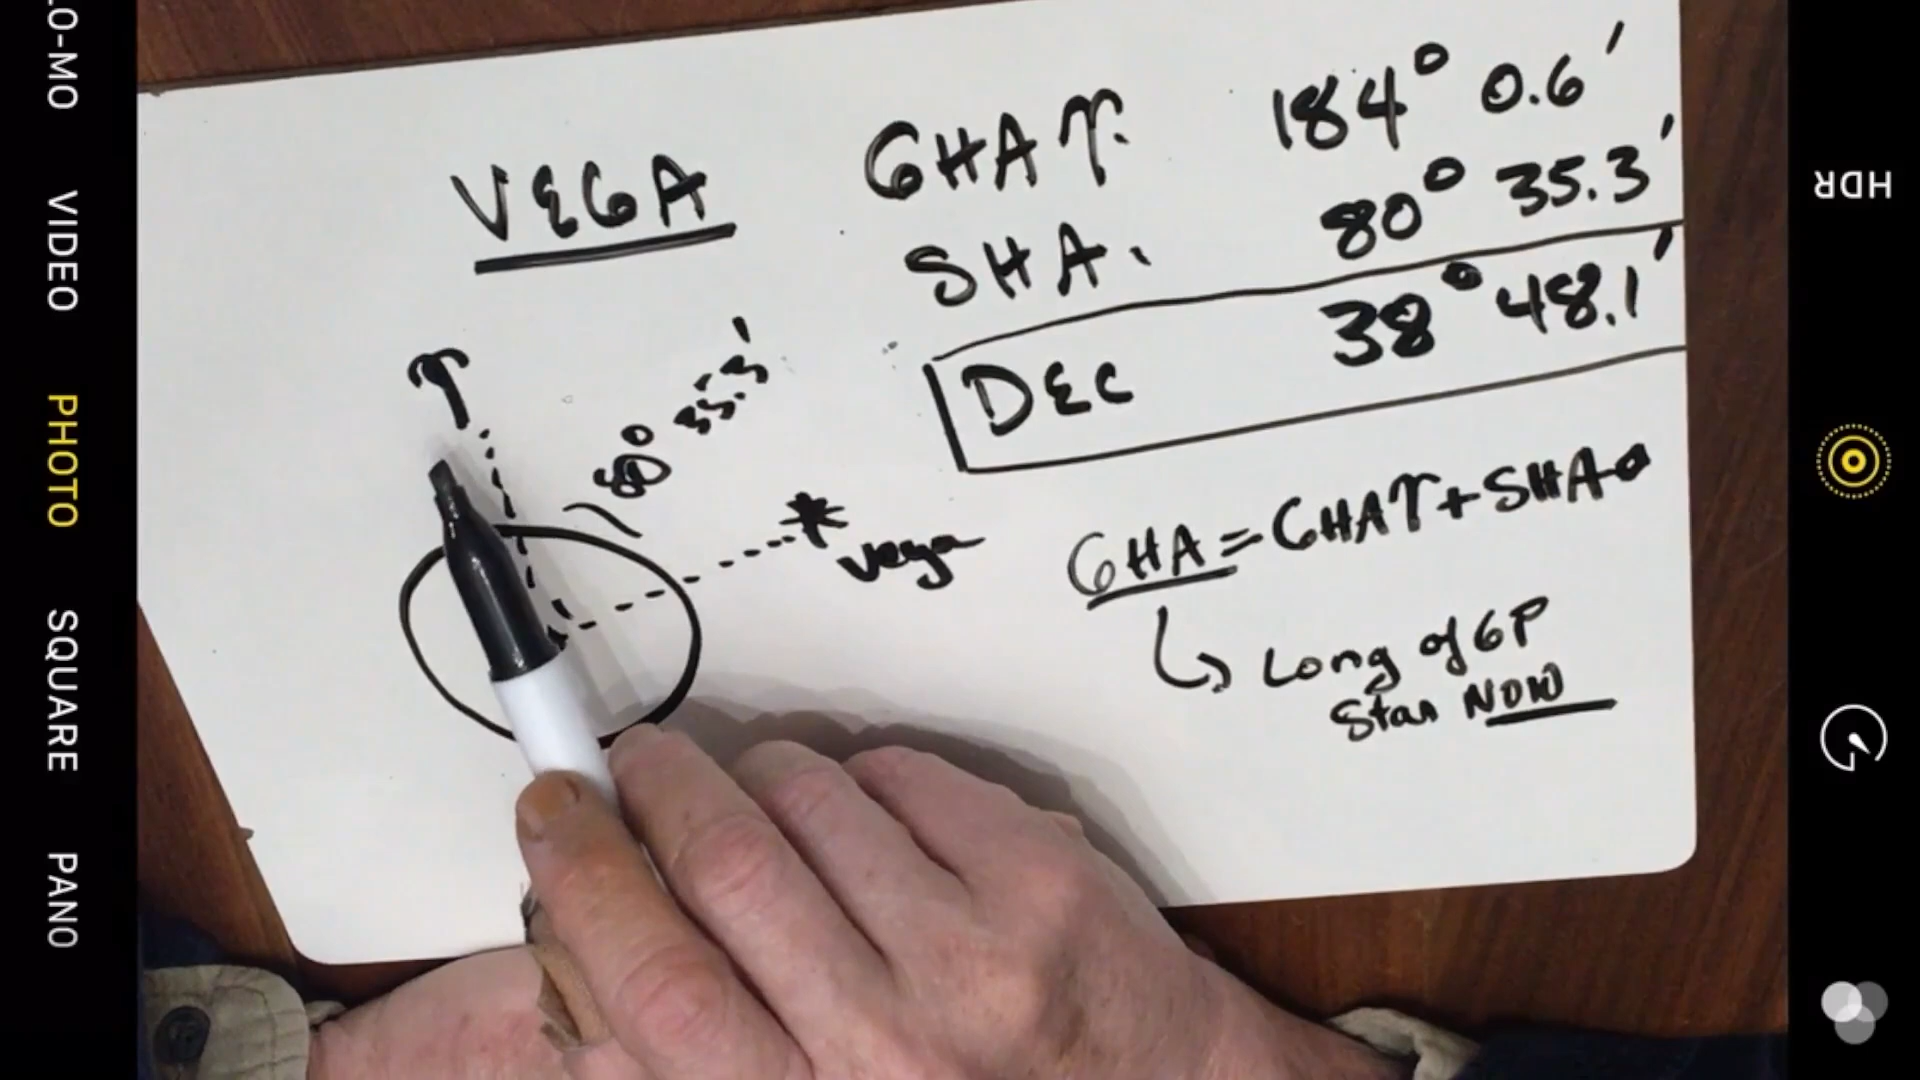 VEGA
GHA ♈. 184° 0.6'
SHA. 80° 35.3'
DEC 38° 48.1'
♈
80° 35.3'
* Vega
GHA = GHA♈ + SHA
Long of GP
Star NOW
LO-MO
VIDEO
PHOTO
SQUARE
PANO
HDR